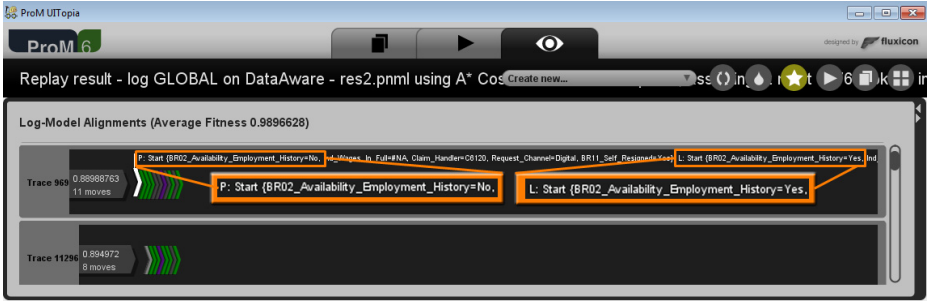 ProM UITopia
ProM 6
designed by fluxicon
Replay result - log GLOBAL on DataAware - res2.pnml using A* Cos
Create new...
Log-Model Alignments (Average Fitness 0.9896628)
P: Start {BR02_Availability_Employment_History=No, Ind_Wages_In_Full=#NA, Claim_Handler=C6120, Request_Channel=Digital, BR11_Self_Resigned=Yes} L: Start {BR02_Availability_Employment_History=Yes, Ind
Trace 969
0.88988763
11 moves
P: Start {BR02_Availability_Employment_History=No,
L: Start {BR02_Availability_Employment_History=Yes,
Trace 11296
0.894972
8 moves